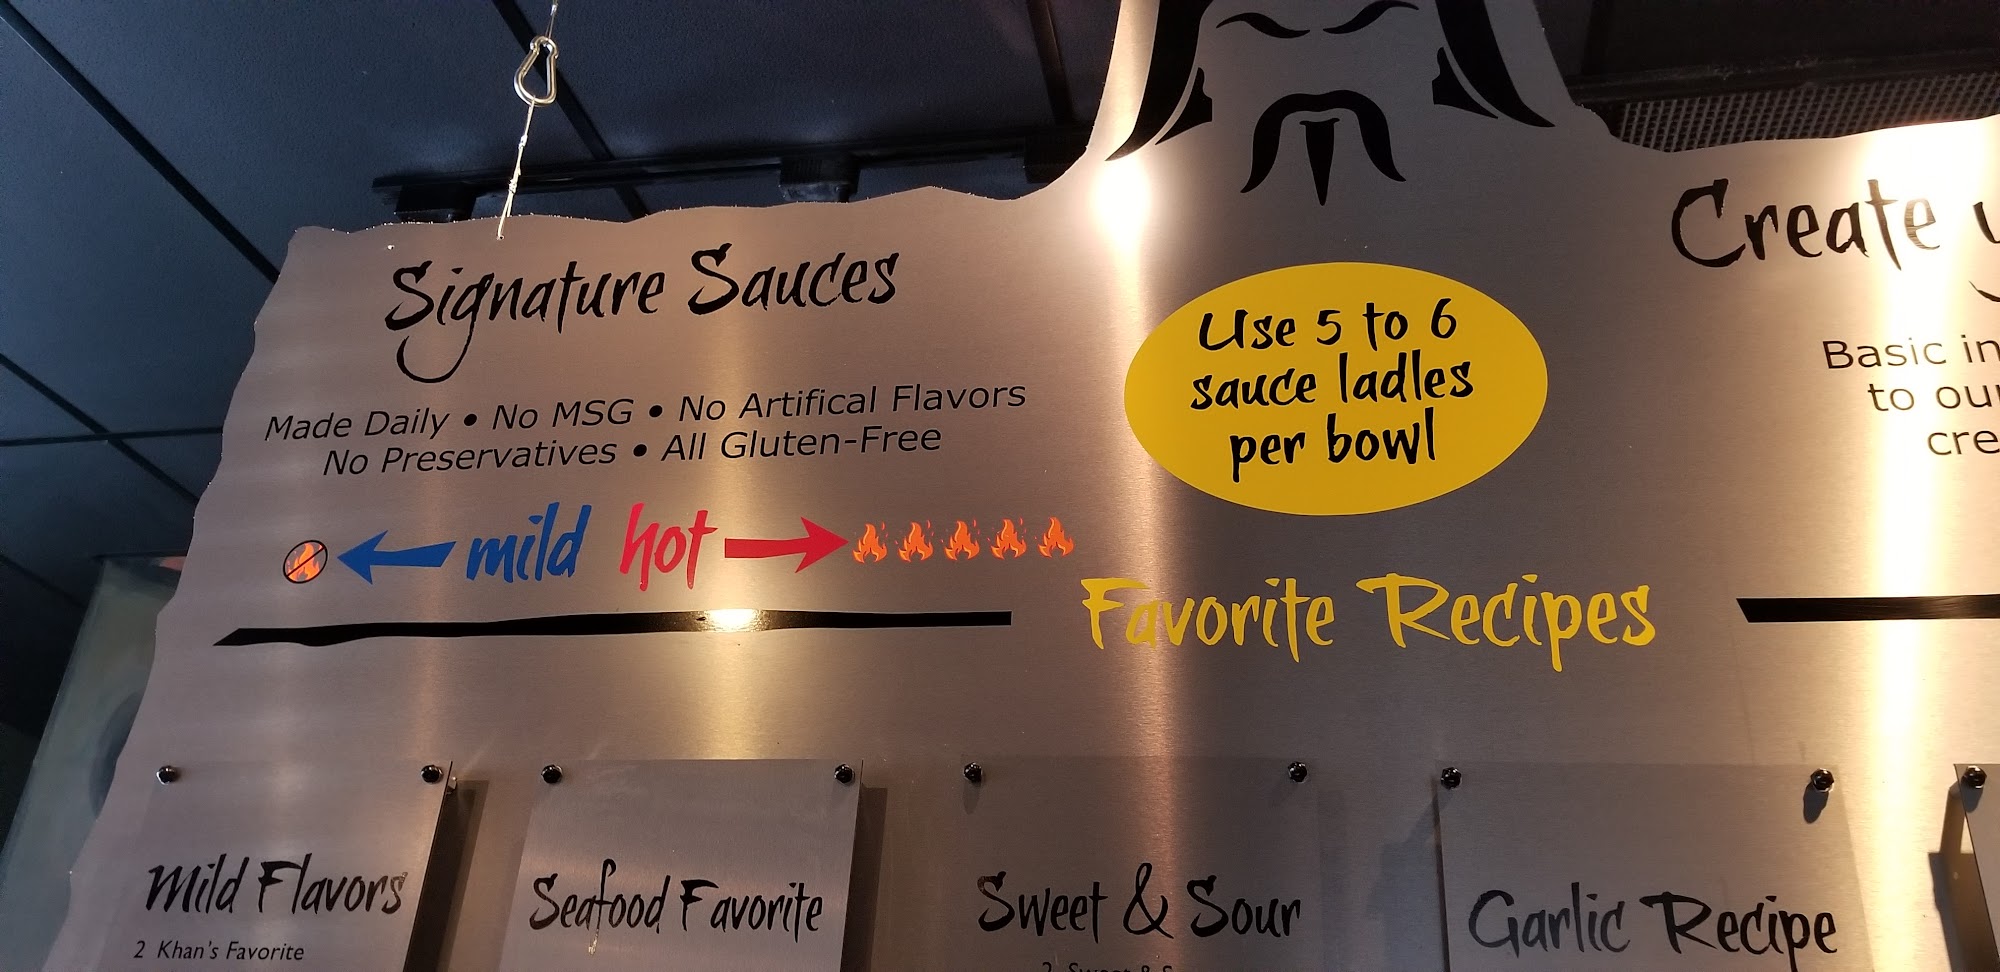 Signature Sauces
Made Daily • No MSG • No Artifical Flavors
No Preservatives • All Gluten-Free
mild hot
Use 5 to 6
sauce ladles
per bowl
Create
Basic in
to our
cre
Favorite Recipes
Mild Flavors
2 Khan's Favorite
Seafood Favorite
Sweet & Sour
Garlic Recipe